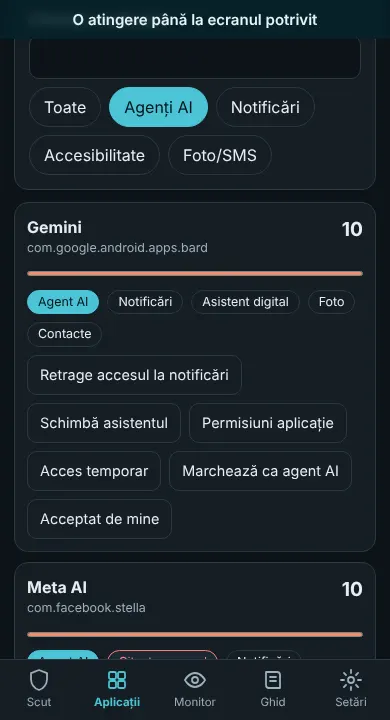 O atingere până la ecranul potrivit
Toate
Agenți AI
Notificări
Accesibilitate
Foto/SMS
Gemini
10
com.google.android.apps.bard
Agent AI
Notificări
Asistent digital
Foto
Contacte
Retrage accesul la notificări
Schimbă asistentul
Permisiuni aplicație
Acces temporar
Marchează ca agent AI
Acceptat de mine
Meta AI
10
com.facebook.stella
Scut
Aplicații
Monitor
Ghid
Setări